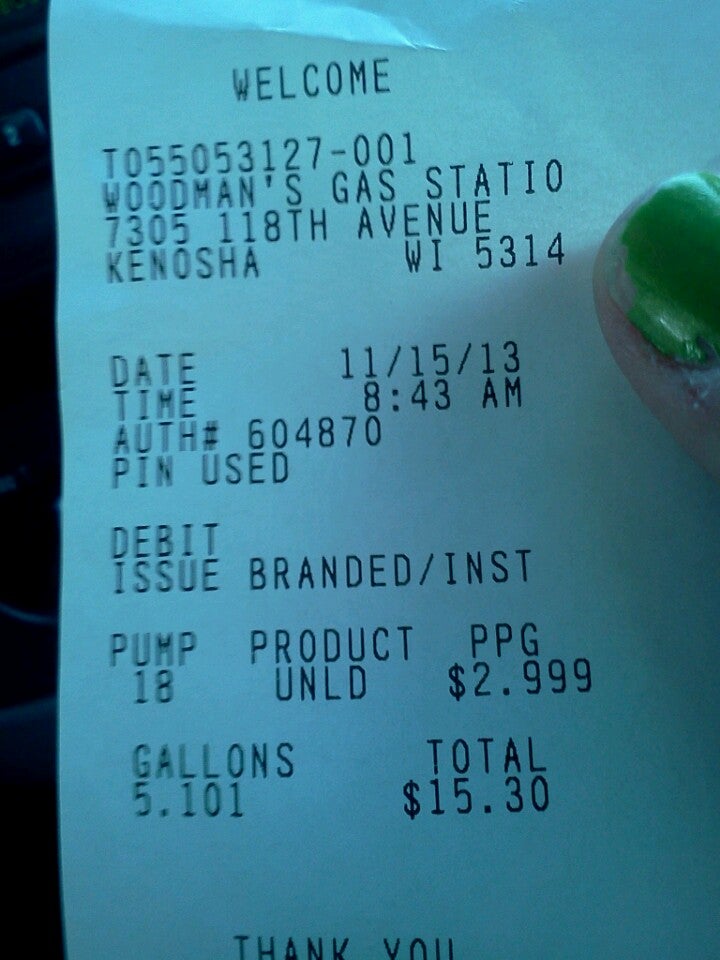 WELCOME
T055053127-001
WOODMAN'S GAS STATIO
7305 118TH AVENUE
KENOSHA WI 5314
DATE 11/15/13
TIME 8:43 AM
AUTH# 604870
PIN USED
DEBIT
ISSUE BRANDED/INST
PUMP PRODUCT PPG
18 UNLD $2.999
GALLONS TOTAL
5.101 $15.30
THANK YOU